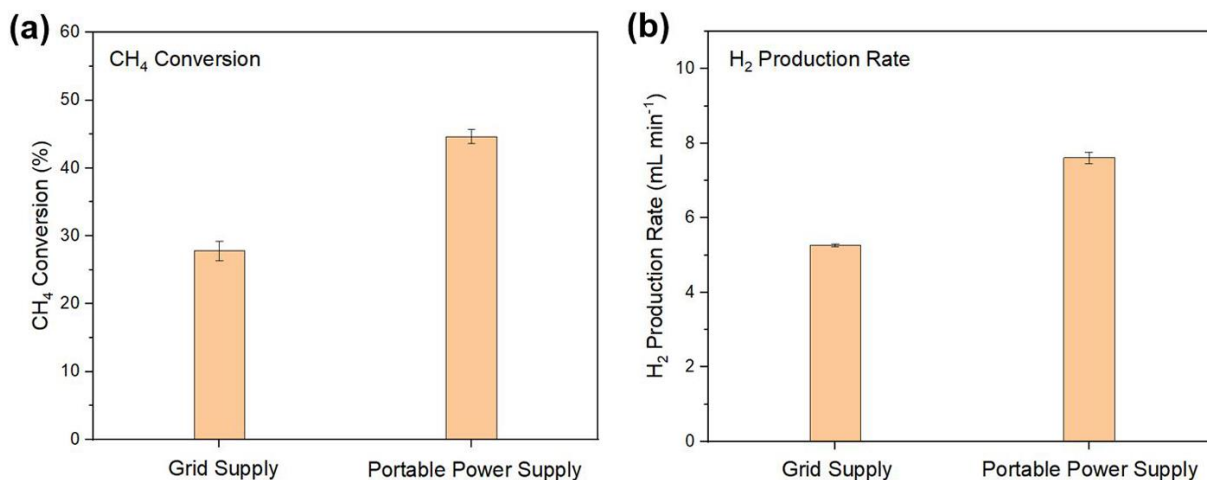 (a)
CH₄ Conversion
CH₄ Conversion (%)
60
50
40
30
20
10
0
Grid Supply
Portable Power Supply
(b)
H₂ Production Rate
H₂ Production Rate (mL min⁻¹)
10
8
6
4
2
0
Grid Supply
Portable Power Supply